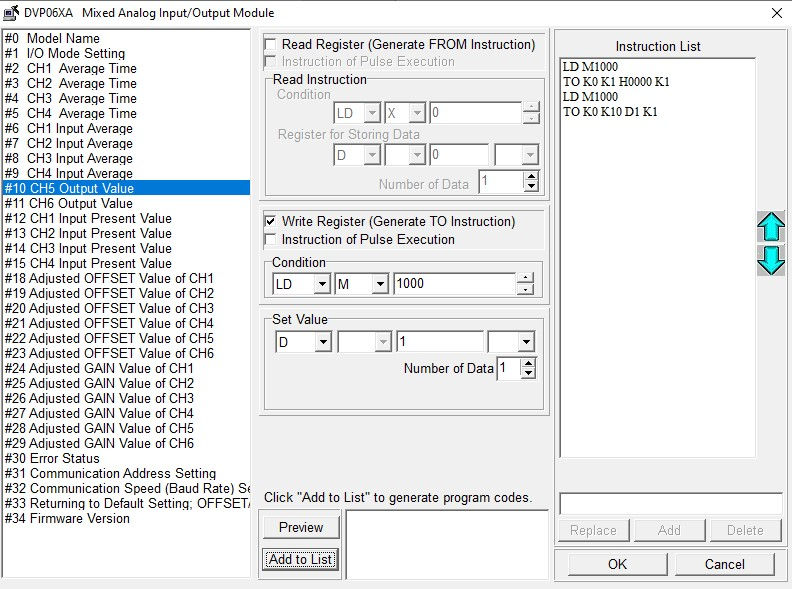 DVP06XA   Mixed Analog Input/Output Module
#0  Model Name
#1  I/O Mode Setting
#2  CH1  Average Time
#3  CH2  Average Time
#4  CH3  Average Time
#5  CH4  Average Time
#6  CH1 Input Average
#7  CH2 Input Average
#8  CH3 Input Average
#9  CH4 Input Average
#10 CH5 Output Value
#11 CH6 Output Value
#12 CH1 Input Present Value
#13 CH2 Input Present Value
#14 CH3 Input Present Value
#15 CH4 Input Present Value
#18 Adjusted OFFSET Value of CH1
#19 Adjusted OFFSET Value of CH2
#20 Adjusted OFFSET Value of CH3
#21 Adjusted OFFSET Value of CH4
#22 Adjusted OFFSET Value of CH5
#23 Adjusted OFFSET Value of CH6
#24 Adjusted GAIN Value of CH1
#25 Adjusted GAIN Value of CH2
#26 Adjusted GAIN Value of CH3
#27 Adjusted GAIN Value of CH4
#28 Adjusted GAIN Value of CH5
#29 Adjusted GAIN Value of CH6
#30 Error Status
#31 Communication Address Setting
#32 Communication Speed (Baud Rate) Se
#33 Returning to Default Setting; OFFSET/
#34 Firmware Version
Read Register (Generate FROM Instruction)
Instruction of Pulse Execution
Read Instruction
Condition
LD X 0
Register for Storing Data
D 0
Number of Data 1
Write Register (Generate TO Instruction)
Instruction of Pulse Execution
Condition
LD M 1000
Set Value
D 1
Number of Data 1
Click "Add to List" to generate program codes.
Preview
Add to List
Instruction List
LD M1000
TO K0 K1 H0000 K1
LD M1000
TO K0 K10 D1 K1
Replace Add Delete
OK Cancel